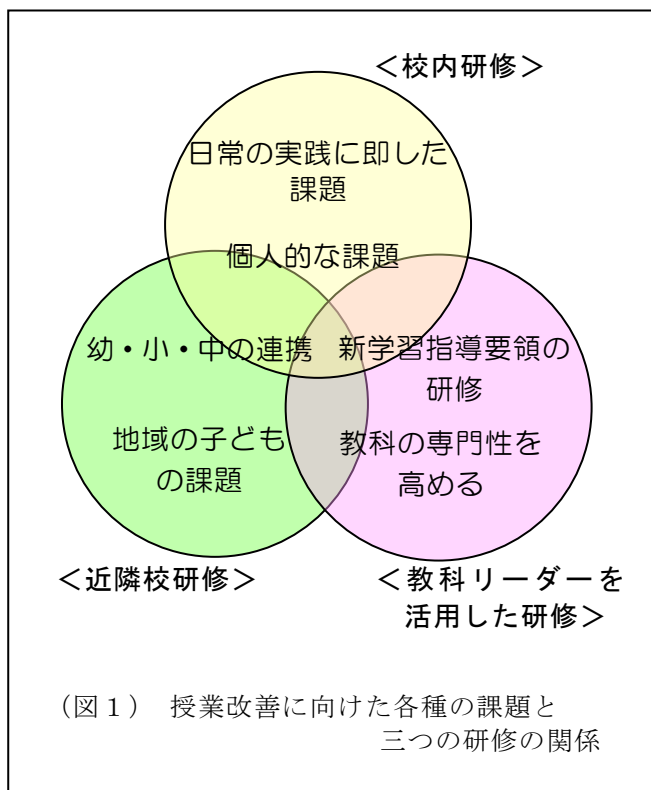 ＜校内研修＞
日常の実践に即した
課題
個人的な課題
幼・小・中の連携
新学習指導要領の
研修
地域の子ども
の課題
教科の専門性を
高める
＜近隣校研修＞
＜教科リーダーを
活用した研修＞
（図１） 授業改善に向けた各種の課題と
三つの研修の関係